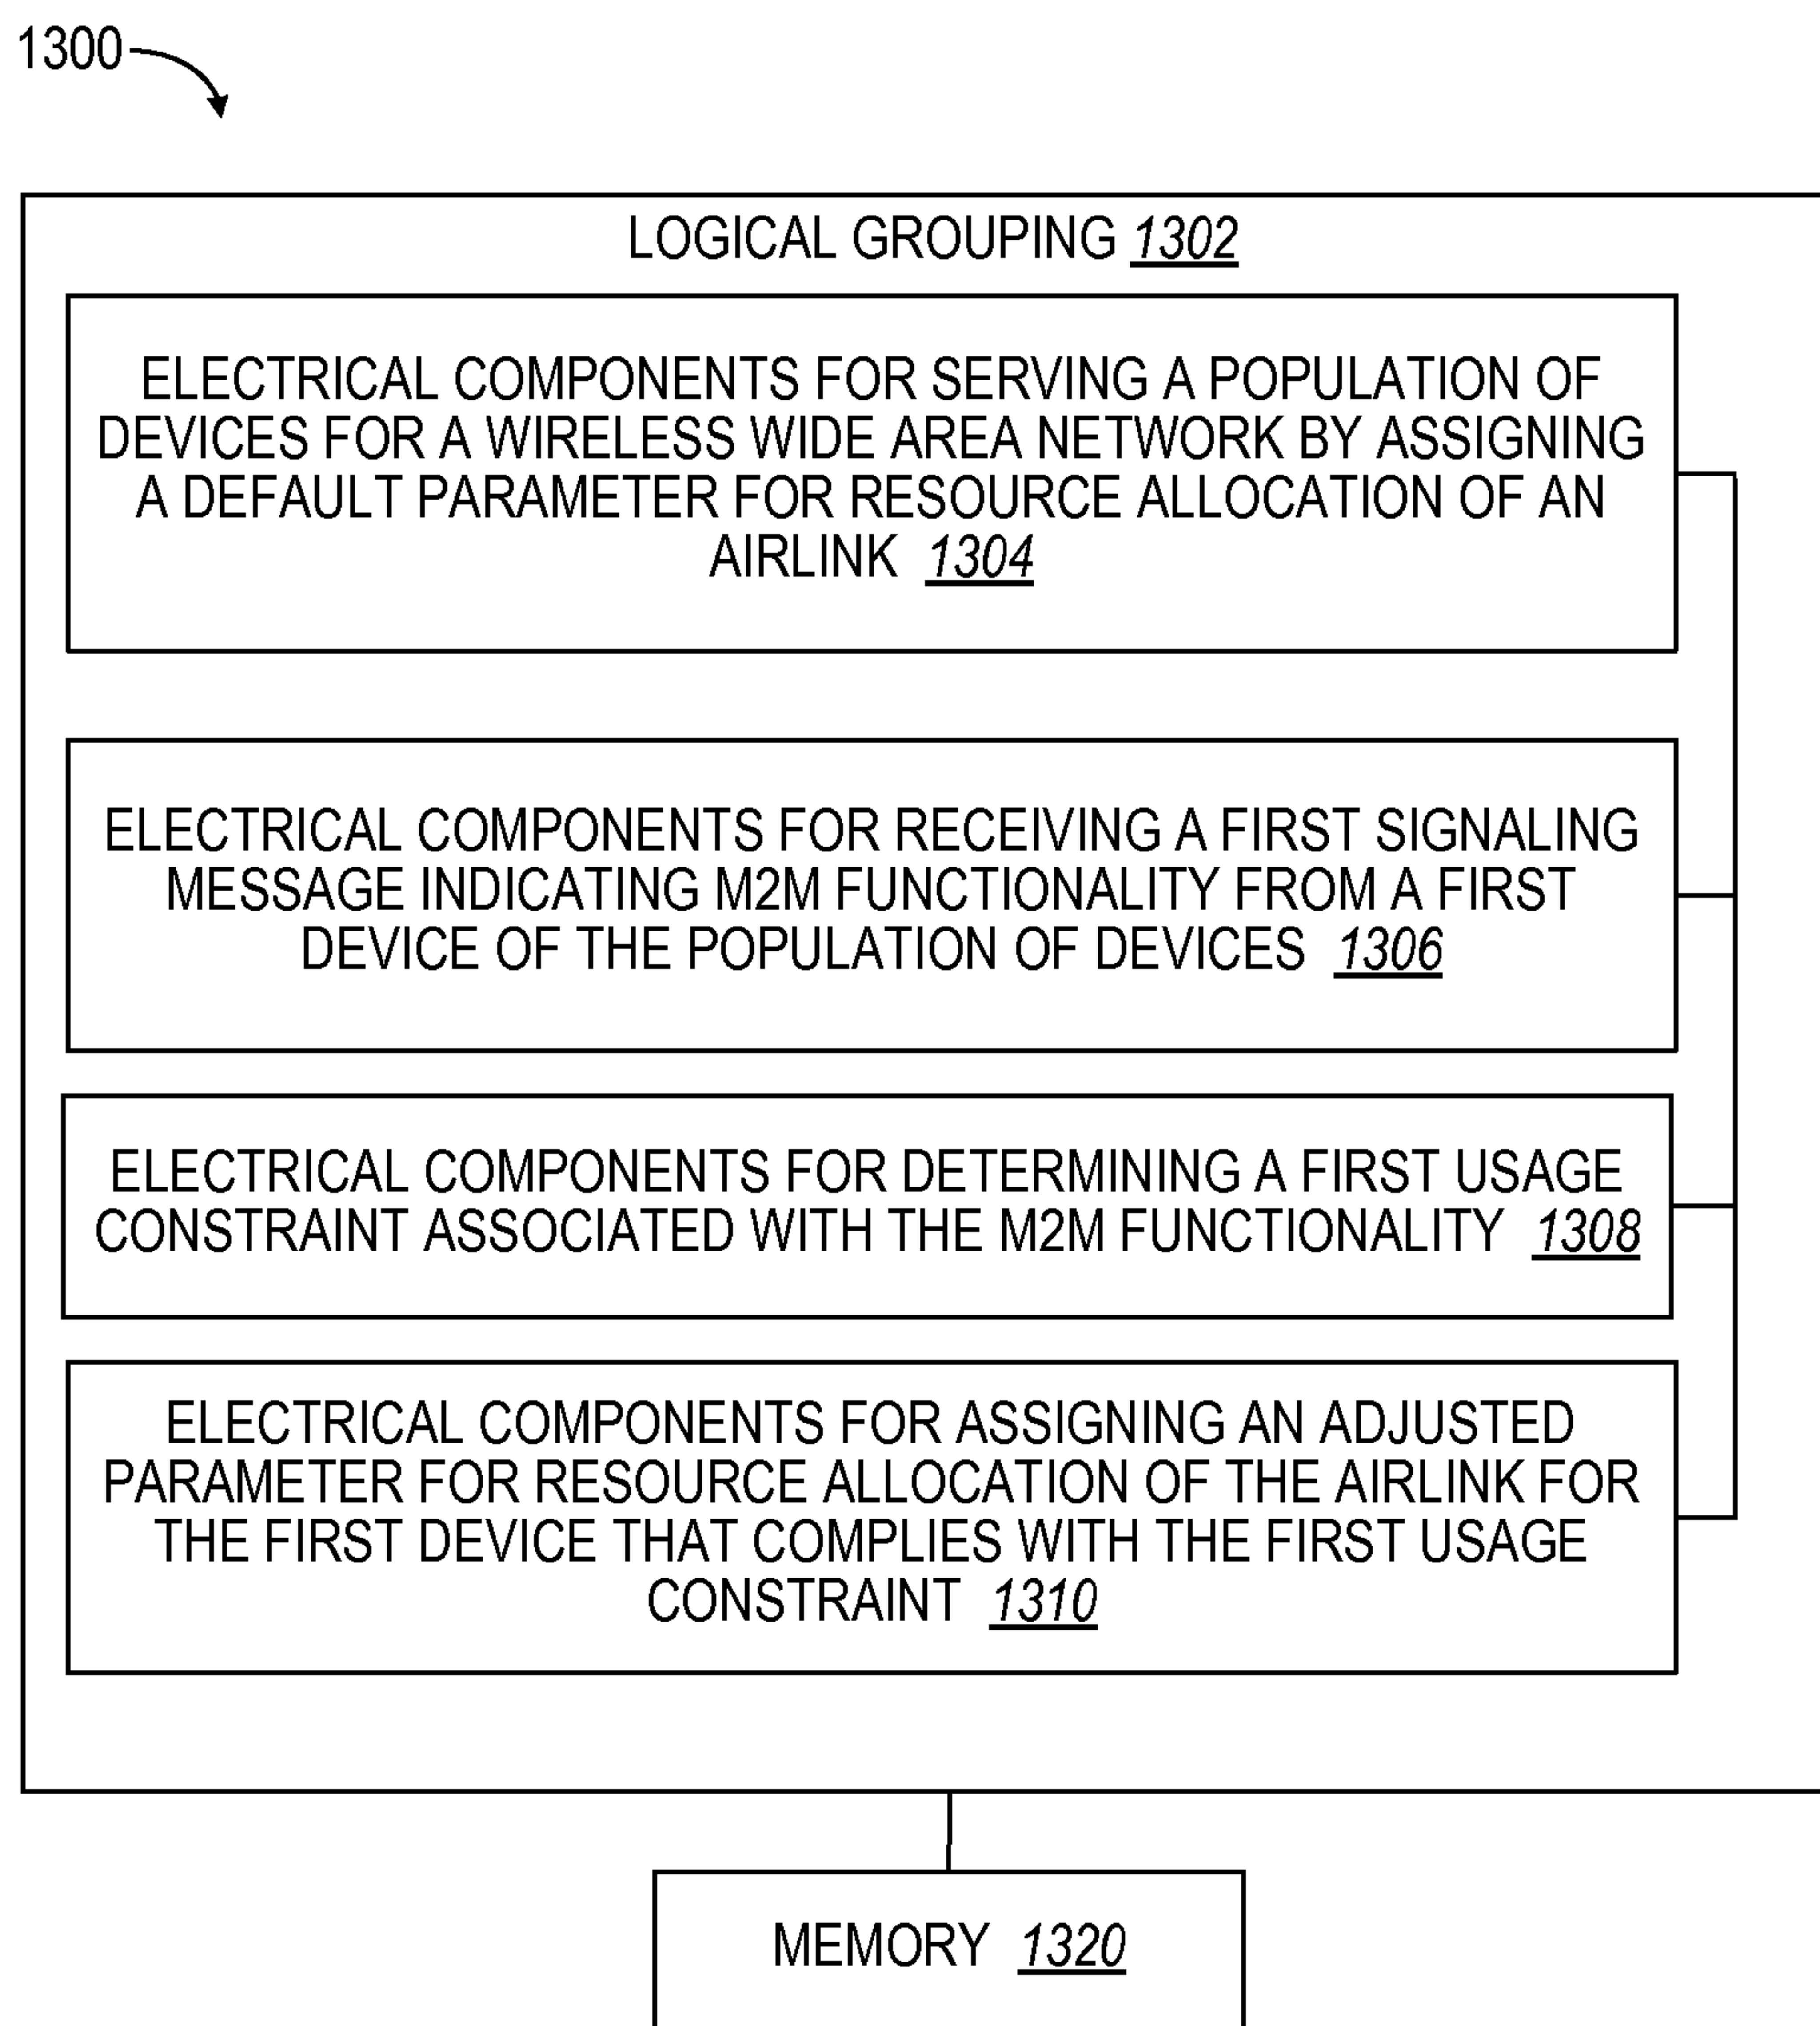 1300
LOGICAL GROUPING 1302
ELECTRICAL COMPONENTS FOR SERVING A POPULATION OF
DEVICES FOR A WIRELESS WIDE AREA NETWORK BY ASSIGNING
A DEFAULT PARAMETER FOR RESOURCE ALLOCATION OF AN
AIRLINK 1304
ELECTRICAL COMPONENTS FOR RECEIVING A FIRST SIGNALING
MESSAGE INDICATING M2M FUNCTIONALITY FROM A FIRST
DEVICE OF THE POPULATION OF DEVICES 1306
ELECTRICAL COMPONENTS FOR DETERMINING A FIRST USAGE
CONSTRAINT ASSOCIATED WITH THE M2M FUNCTIONALITY 1308
ELECTRICAL COMPONENTS FOR ASSIGNING AN ADJUSTED
PARAMETER FOR RESOURCE ALLOCATION OF THE AIRLINK FOR
THE FIRST DEVICE THAT COMPLIES WITH THE FIRST USAGE
CONSTRAINT 1310
MEMORY 1320